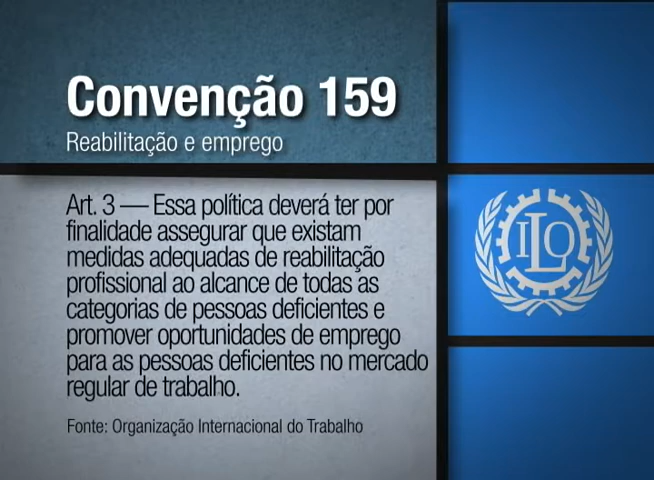 Convenção 159
Reabilitação e emprego
Art. 3 — Essa política deverá ter por
finalidade assegurar que existam
medidas adequadas de reabilitação
profissional ao alcance de todas as
categorias de pessoas deficientes e
promover oportunidades de emprego
para as pessoas deficientes no mercado
regular de trabalho.
Fonte: Organização Internacional do Trabalho
ILO